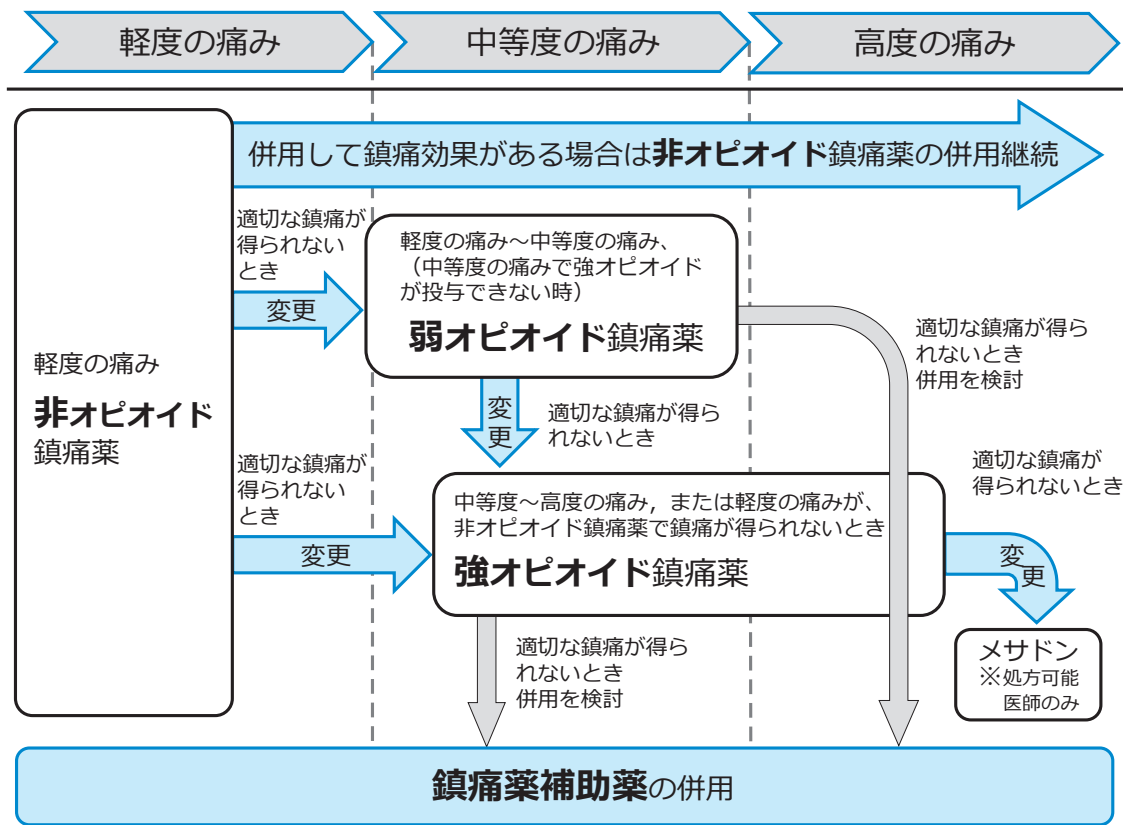 軽度の痛み
中等度の痛み
高度の痛み
併用して鎮痛効果がある場合は非オピオイド鎮痛薬の併用継続
軽度の痛み
非オピオイド
鎮痛薬
適切な鎮痛が
得られない
とき
変更
軽度の痛み～中等度の痛み、
（中等度の痛みで強オピオイド
が投与できない時）
弱オピオイド鎮痛薬
適切な鎮痛が得ら
れないとき
併用を検討
変
更
適切な鎮痛が得ら
れないとき
適切な鎮痛が
得られない
とき
変更
中等度～高度の痛み，または軽度の痛みが、
非オピオイド鎮痛薬で鎮痛が得られないとき
強オピオイド鎮痛薬
適切な鎮痛が
得られないとき
変
更
メサドン
※処方可能
医師のみ
適切な鎮痛が得ら
れないとき
併用を検討
鎮痛薬補助薬の併用